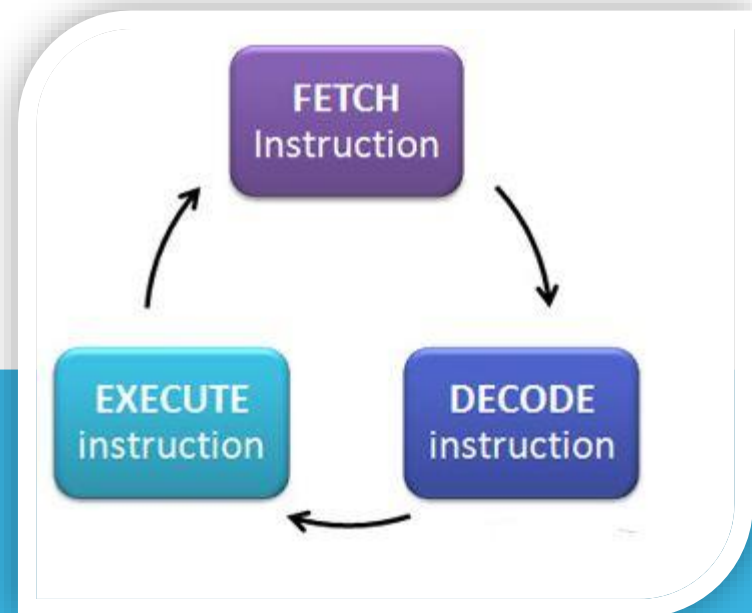 FETCH
Instruction
DECODE
instruction
EXECUTE
instruction